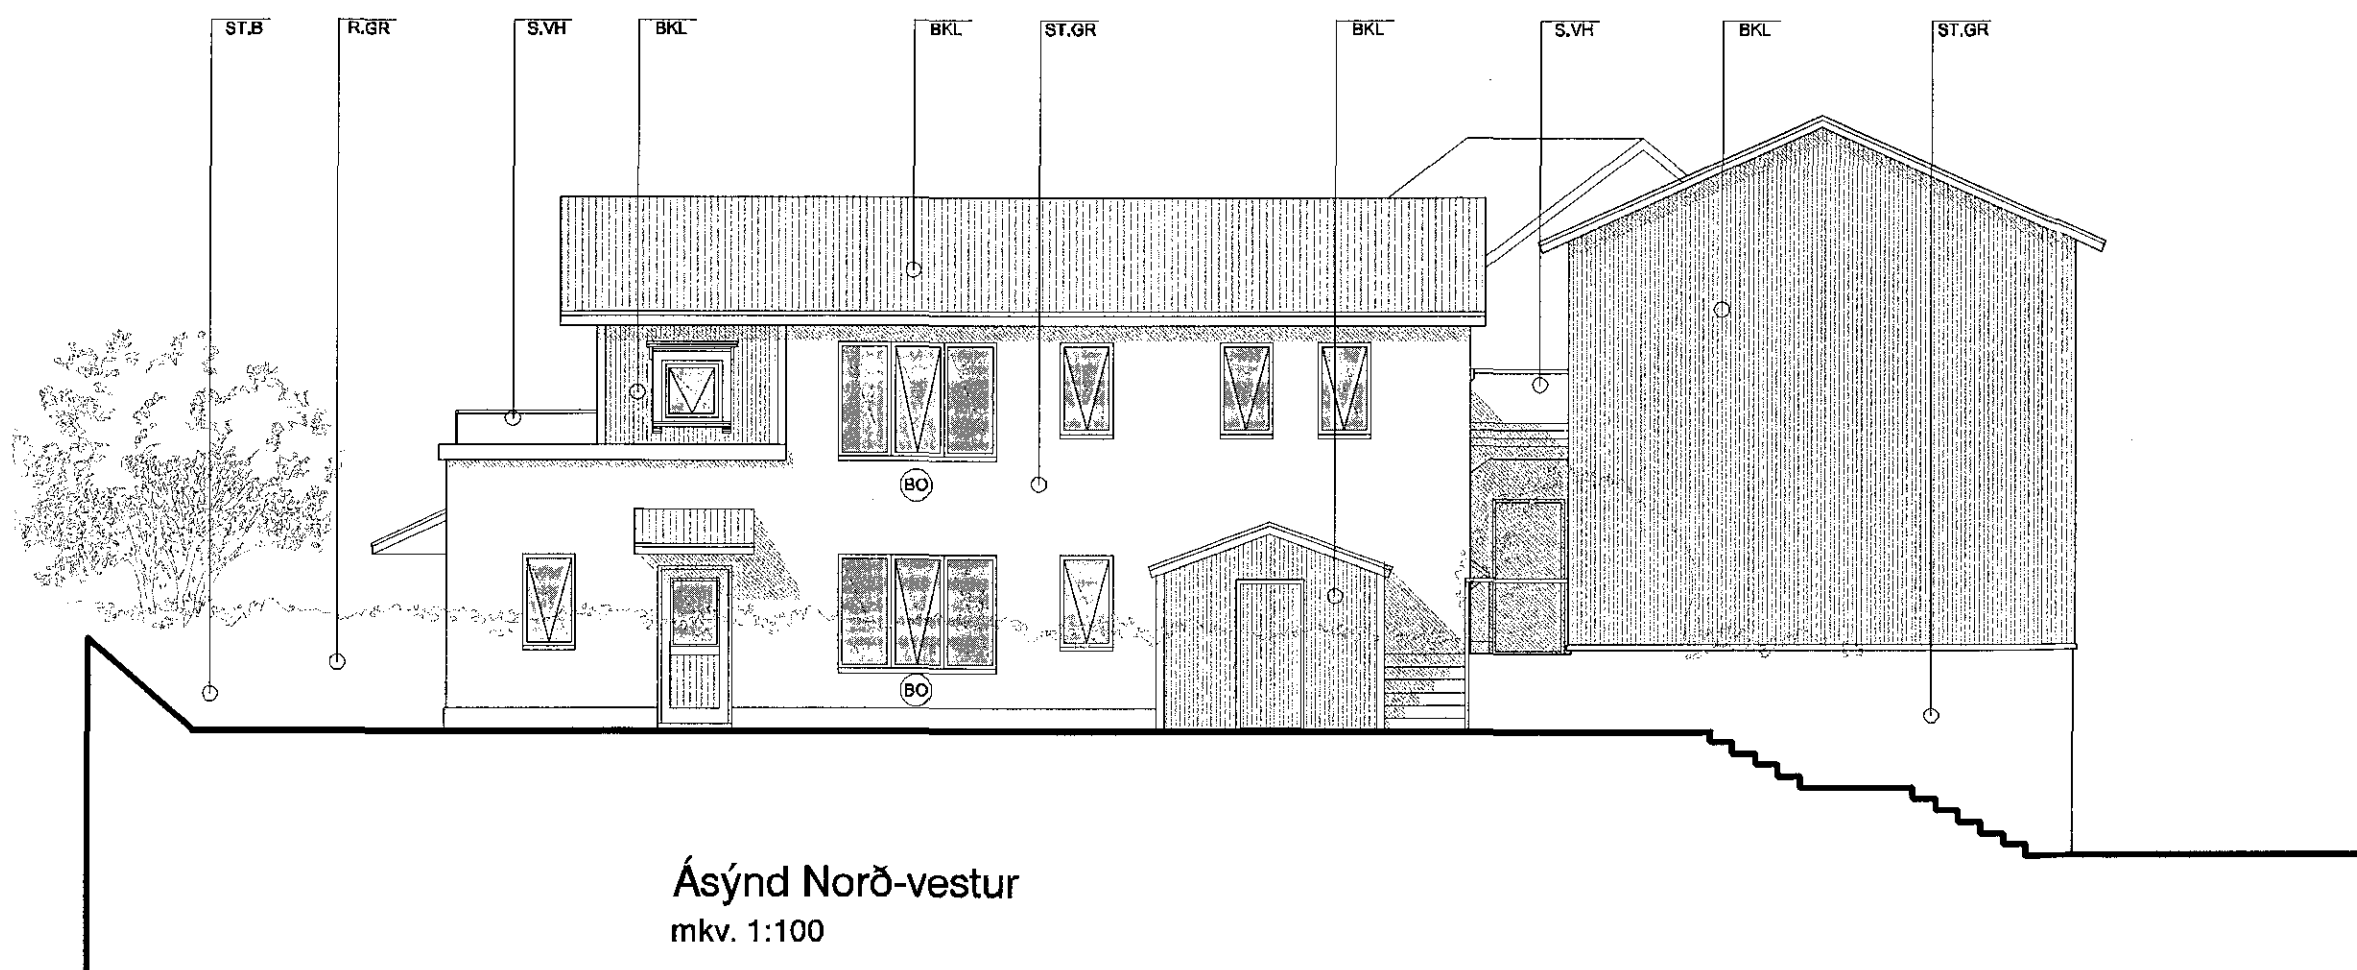 ST.B R.GR S.VH BKL BKL ST.GR BKL S.VH BKL ST.GR
BO
BO
Ásýnd Norð-vestur
mkv. 1:100